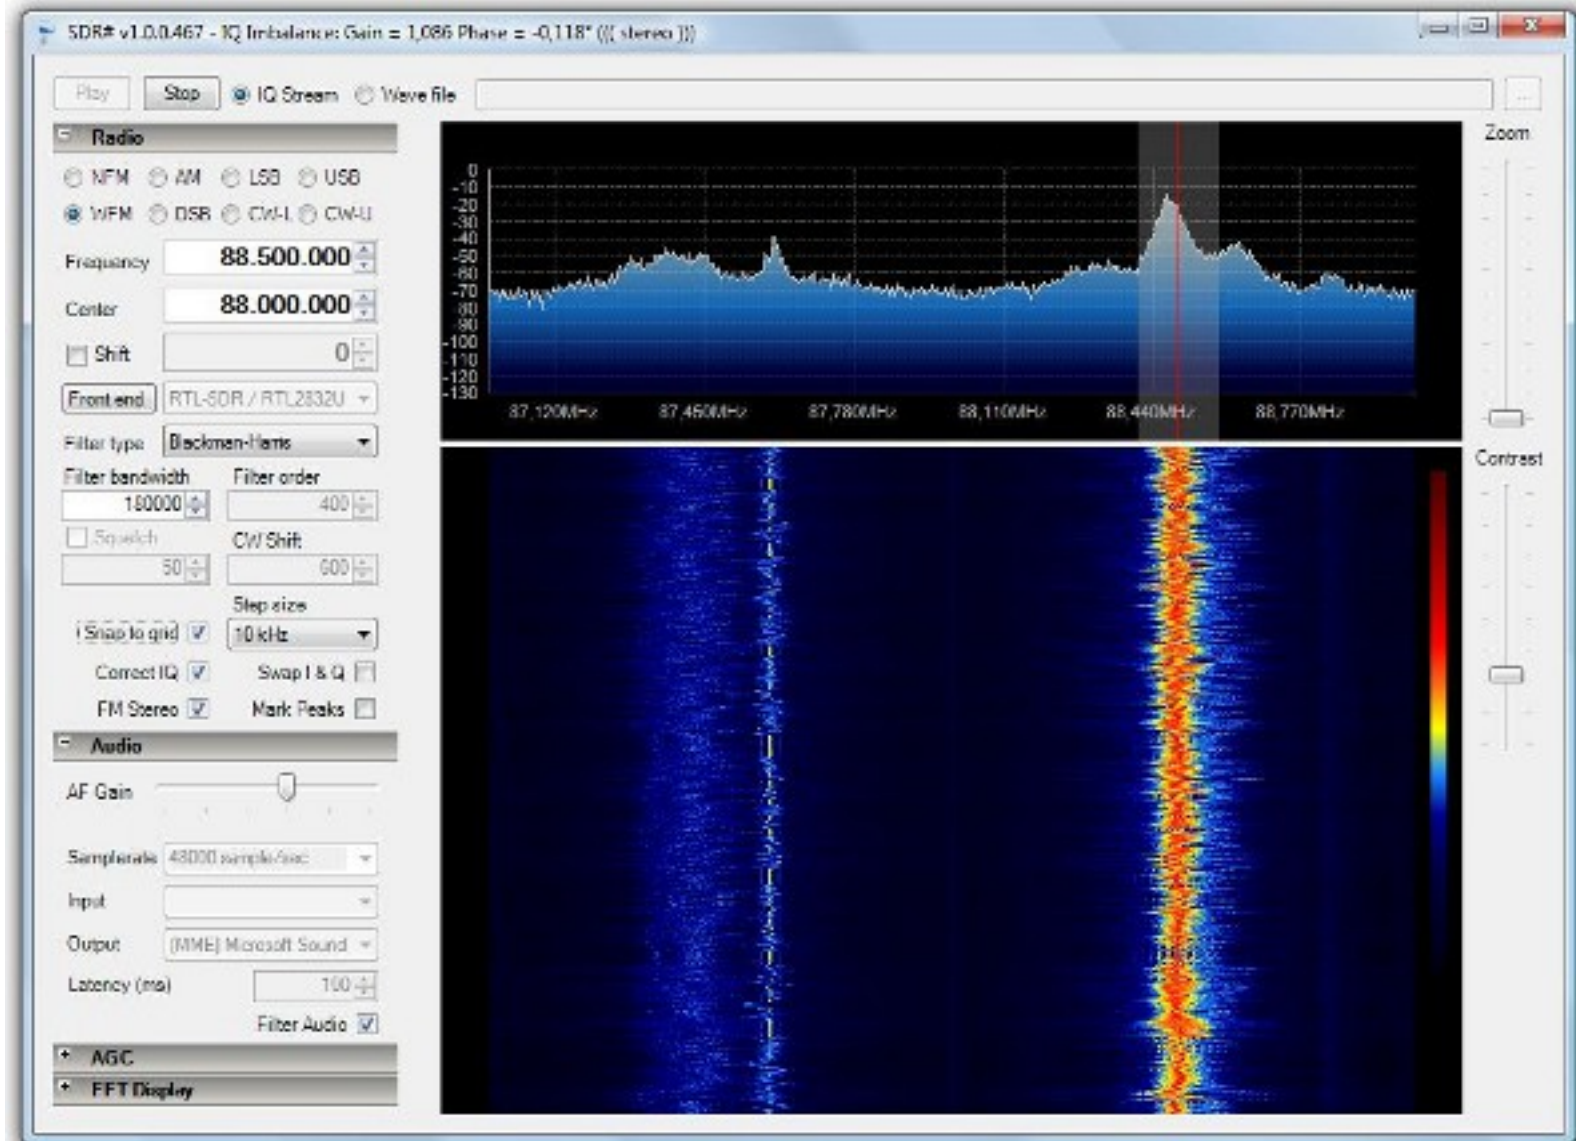 SDR# v1.0.0.467 - IQ Imbalance: Gain = 1,086 Phase = -0,118° ((( stereo )))
Play Stop IQ Stream Wave file ...
Radio
NFM AM LSB USB
WFM DSB CW-L CW-U
Frequency 88.500.000
Center 88.000.000
Shift 0
Front end RTL-SDR / RTL2832U
Filter type Blackman-Harris
Filter bandwidth Filter order
180000 400
Squelch CW Shift
50 600
Step size
Snap to grid 10 kHz
Correct IQ Swap I & Q
FM Stereo Mark Peaks
Audio
AF Gain
Samplerate 48000 sample/sec
Input
Output [MME] Microsoft Sound
Latency (ms) 100
Filter Audio
AGC
FFT Display
0
-10
-20
-30
-40
-50
-60
-70
-80
-90
-100
-110
-120
-130
87,120MHz 87,450MHz 87,780MHz 88,110MHz 88,440MHz 88,770MHz
Zoom
Contrast